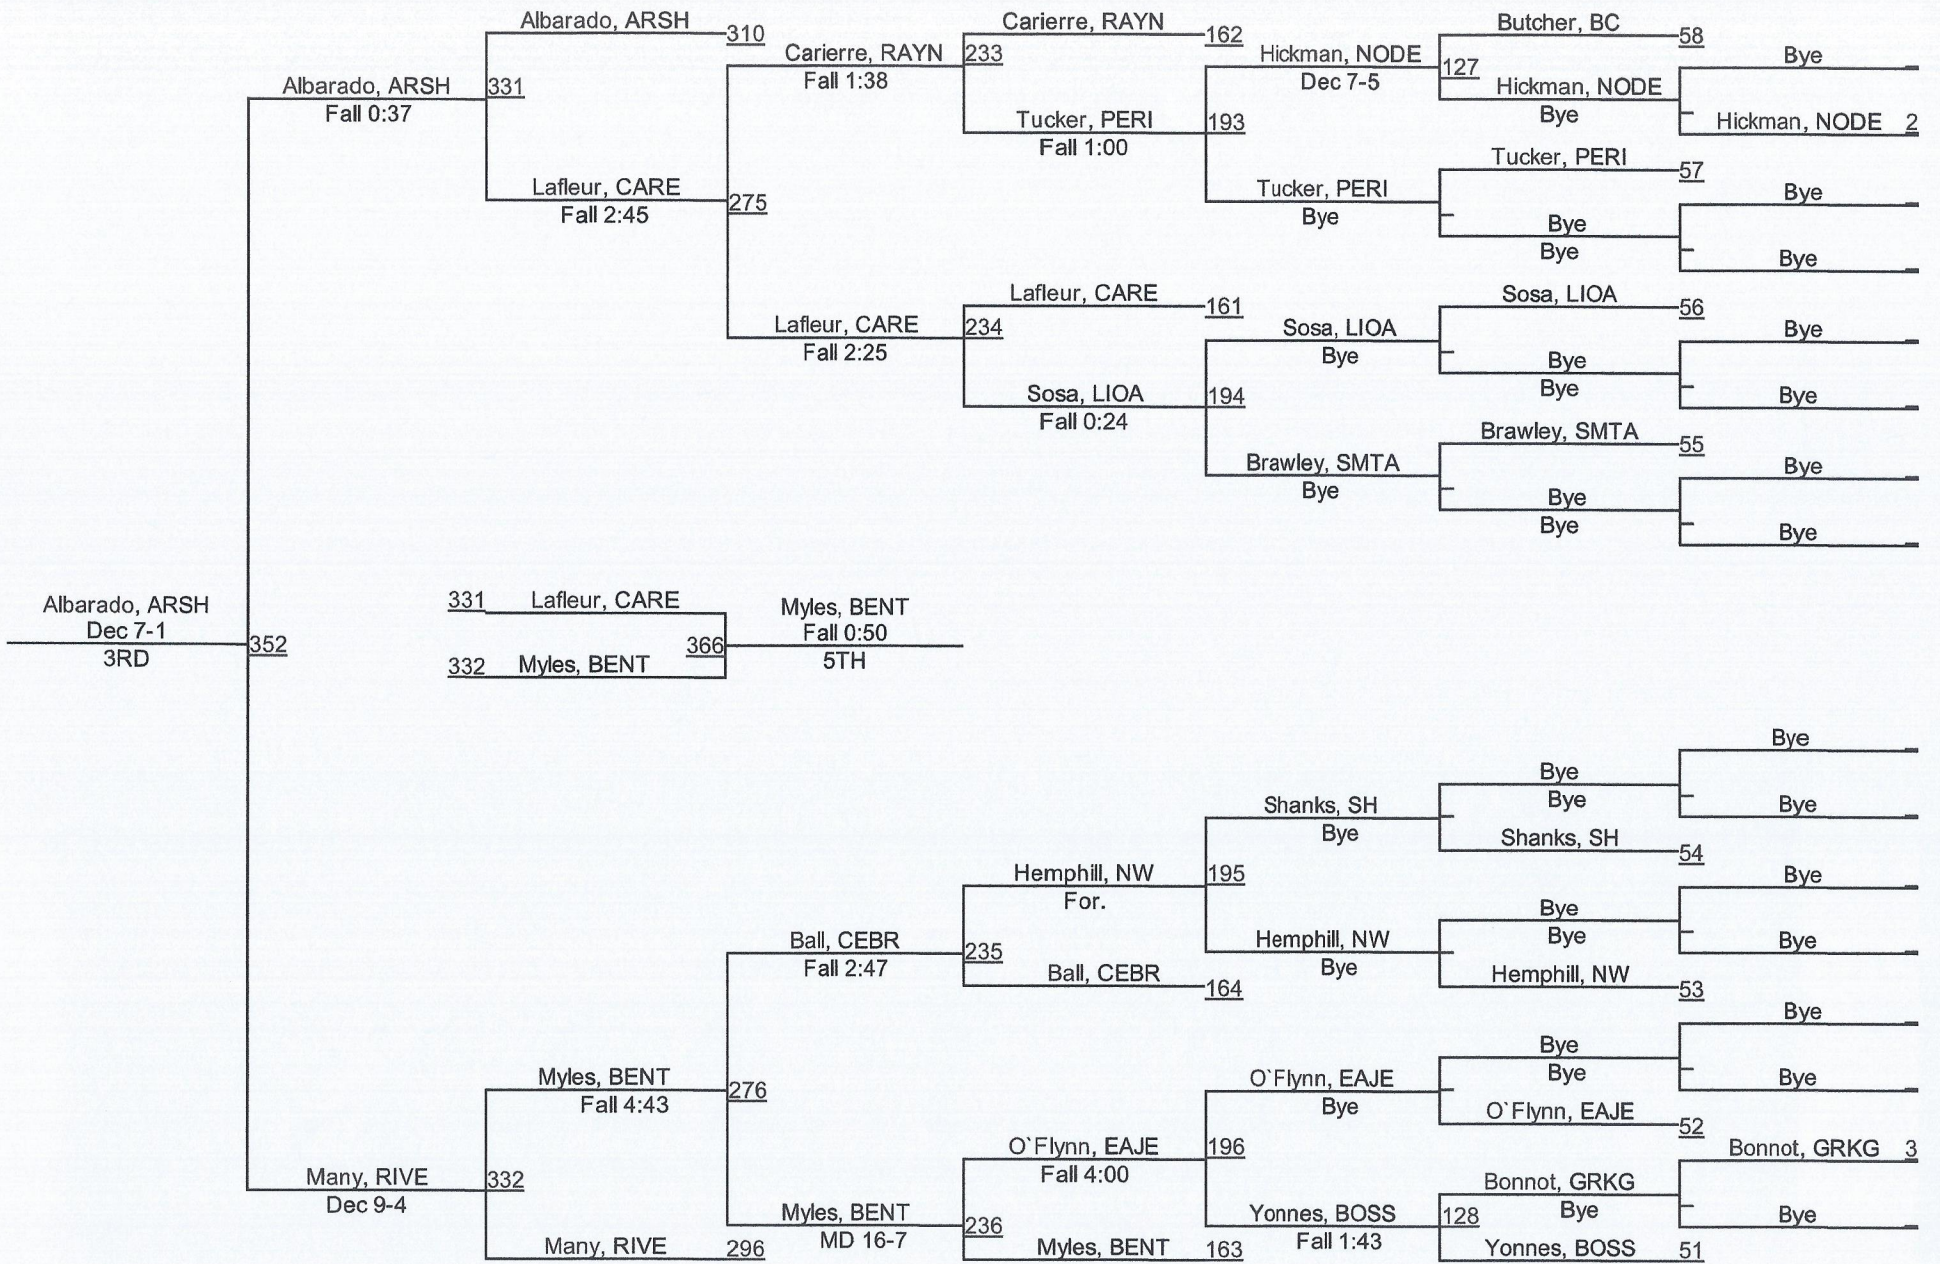 Albarado, ARSH
310
Carierre, RAYN
162
Butcher, BC
58
Bye
Carierre, RAYN
233
Fall 1:38
Hickman, NODE
127
Dec 7-5
Hickman, NODE
Bye
Albarado, ARSH
331
Fall 0:37
Tucker, PERI
193
Fall 1:00
Hickman, NODE 2
Tucker, PERI
57
Lafleur, CARE
Fall 2:45
275
Tucker, PERI
Bye
Bye
Bye
Bye
Bye
Lafleur, CARE
161
Sosa, LIOA
56
Lafleur, CARE
234
Fall 2:25
Sosa, LIOA
Bye
Bye
Bye
Bye
Bye
Sosa, LIOA
194
Fall 0:24
Brawley, SMTA
55
Brawley, SMTA
Bye
Bye
Bye
Bye
Bye
Albarado, ARSH
Dec 7-1
3RD
352
331 Lafleur, CARE
366
332 Myles, BENT
Myles, BENT
Fall 0:50
5TH
Bye
Bye
Bye
Bye
Shanks, SH
Bye
Shanks, SH
54
Hemphill, NW
195
For.
Bye
Bye
Bye
Bye
Ball, CEBR
235
Fall 2:47
Hemphill, NW
Bye
Ball, CEBR
164
Hemphill, NW
53
Bye
Bye
Bye
Bye
Myles, BENT
276
Fall 4:43
O`Flynn, EAJE
Bye
O`Flynn, EAJE
52
O`Flynn, EAJE
196
Fall 4:00
Bonnot, GRKG 3
Many, RIVE
332
Dec 9-4
Bonnot, GRKG
Bye
Bye
Myles, BENT
236
MD 16-7
Yonnes, BOSS
128
Fall 1:43
Many, RIVE
296
Myles, BENT
163
Yonnes, BOSS
51